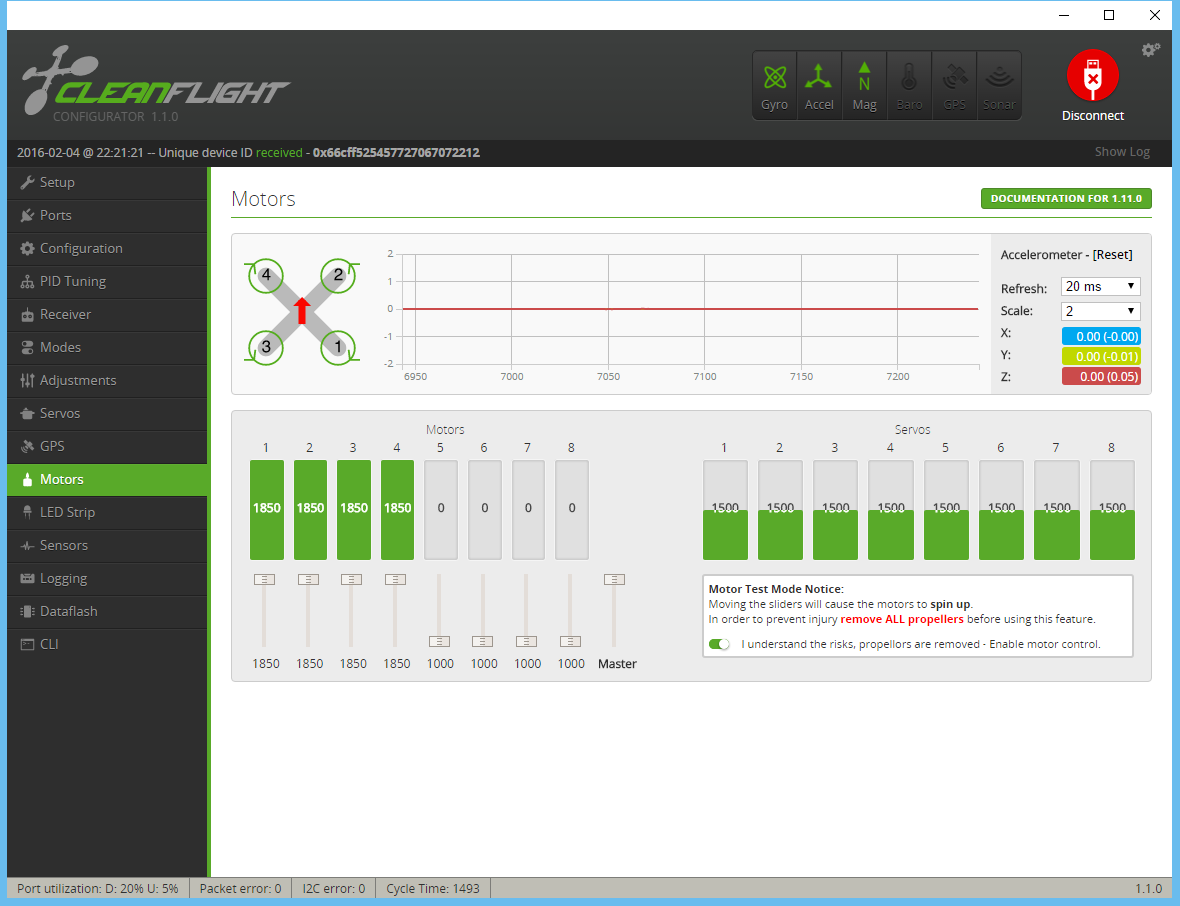 CLEANFLIGHT
CONFIGURATOR 1.1.0
Gyro Accel Mag Baro GPS Sonar
Disconnect
2016-02-04 @ 22:21:21 -- Unique device ID received - 0x66cff525457727067072212
Show Log
Setup
Ports
Configuration
PID Tuning
Receiver
Modes
Adjustments
Servos
GPS
Motors
LED Strip
Sensors
Logging
Dataflash
CLI
Motors
DOCUMENTATION FOR 1.11.0
4 2
3 1
2
1
0
-1
-2
6950 7000 7050 7100 7150 7200
Accelerometer - [Reset]
Refresh: 20 ms
Scale: 2
X: 0.00 (-0.00)
Y: 0.00 (-0.01)
Z: 0.00 (0.05)
Motors
1 2 3 4 5 6 7 8
1850 1850 1850 1850 0 0 0 0
1850 1850 1850 1850 1000 1000 1000 1000 Master
Servos
1 2 3 4 5 6 7 8
1500 1500 1500 1500 1500 1500 1500 1500
Motor Test Mode Notice:
Moving the sliders will cause the motors to spin up.
In order to prevent injury remove ALL propellers before using this feature.
I understand the risks, propellors are removed - Enable motor control.
Port utilization: D: 20% U: 5% Packet error: 0 I2C error: 0 Cycle Time: 1493 1.1.0